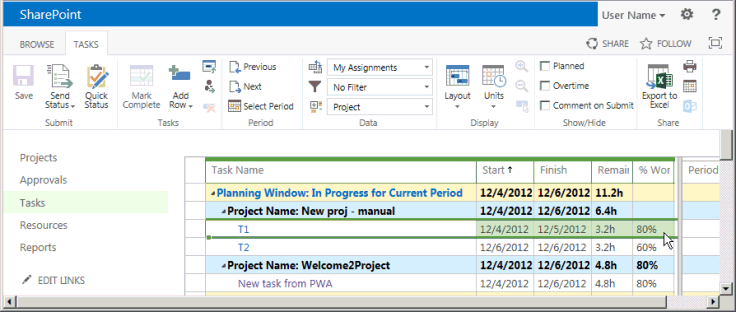 SharePoint
User Name
?
BROWSE
TASKS
SHARE
FOLLOW
Save
Send Status
Quick Status
Submit
Mark Complete
Add Row
Tasks
Previous
Next
Select Period
Period
My Assignments
No Filter
Project
Data
Layout
Units
Display
Planned
Overtime
Comment on Submit
Show/Hide
Export to Excel
Share
Projects
Approvals
Tasks
Resources
Reports
EDIT LINKS
Task Name Start Finish Remai % Wor Period
Planning Window: In Progress for Current Period 12/4/2012 12/6/2012 11.2h
Project Name: New proj - manual 12/4/2012 12/6/2012 6.4h
T1 12/4/2012 12/5/2012 3.2h 80%
T2 12/6/2012 12/6/2012 3.2h 60%
Project Name: Welcome2Project 12/4/2012 12/6/2012 4.8h 80%
New task from PWA 12/4/2012 12/6/2012 4.8h 80%